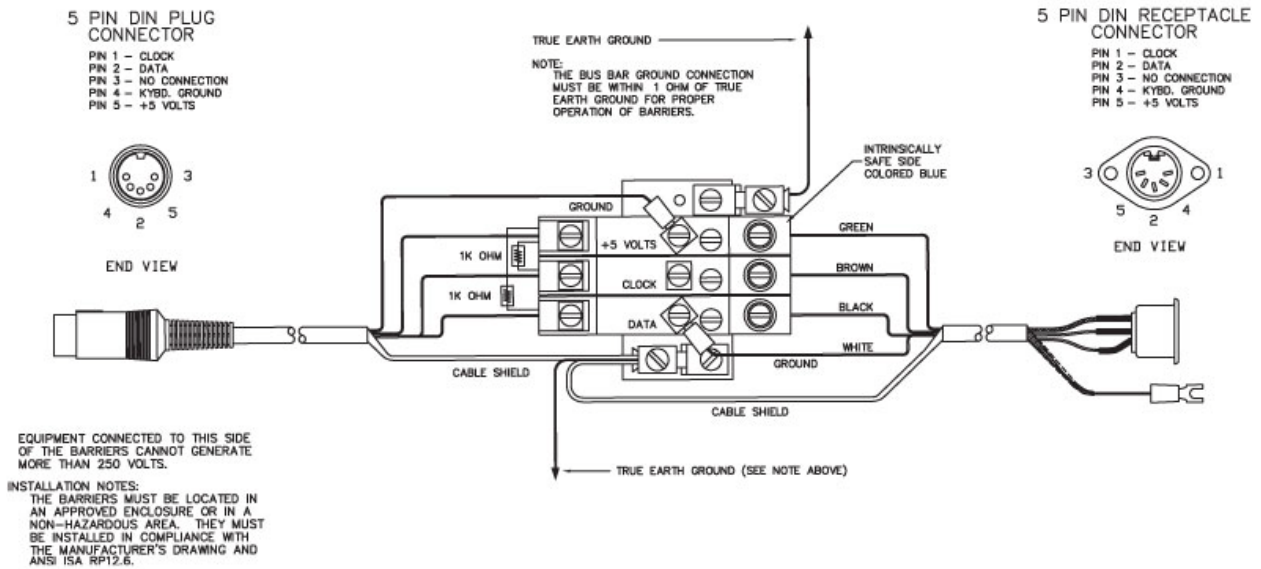 5 PIN DIN PLUG
CONNECTOR
PIN 1 - CLOCK
PIN 2 - DATA
PIN 3 - NO CONNECTION
PIN 4 - KYBD. GROUND
PIN 5 - +5 VOLTS
1
3
4
5
2
END VIEW
TRUE EARTH GROUND
NOTE:
THE BUS BAR GROUND CONNECTION
MUST BE WITHIN 1 OHM OF TRUE
EARTH GROUND FOR PROPER
OPERATION OF BARRIERS.
5 PIN DIN RECEPTACLE
CONNECTOR
PIN 1 - CLOCK
PIN 2 - DATA
PIN 3 - NO CONNECTION
PIN 4 - KYBD. GROUND
PIN 5 - +5 VOLTS
3
1
5
4
2
END VIEW
INTRINSICALLY
SAFE SIDE
COLORED BLUE
GROUND
+5 VOLTS
GREEN
1K OHM
CLOCK
BROWN
1K OHM
DATA
BLACK
WHITE
GROUND
CABLE SHIELD
CABLE SHIELD
TRUE EARTH GROUND (SEE NOTE ABOVE)
EQUIPMENT CONNECTED TO THIS SIDE
OF THE BARRIERS CANNOT GENERATE
MORE THAN 250 VOLTS.
INSTALLATION NOTES:
THE BARRIERS MUST BE LOCATED IN
AN APPROVED ENCLOSURE OR IN A
NON-HAZARDOUS AREA. THEY MUST
BE INSTALLED IN COMPLIANCE WITH
THE MANUFACTURER'S DRAWING AND
ANSI ISA RP12.6.